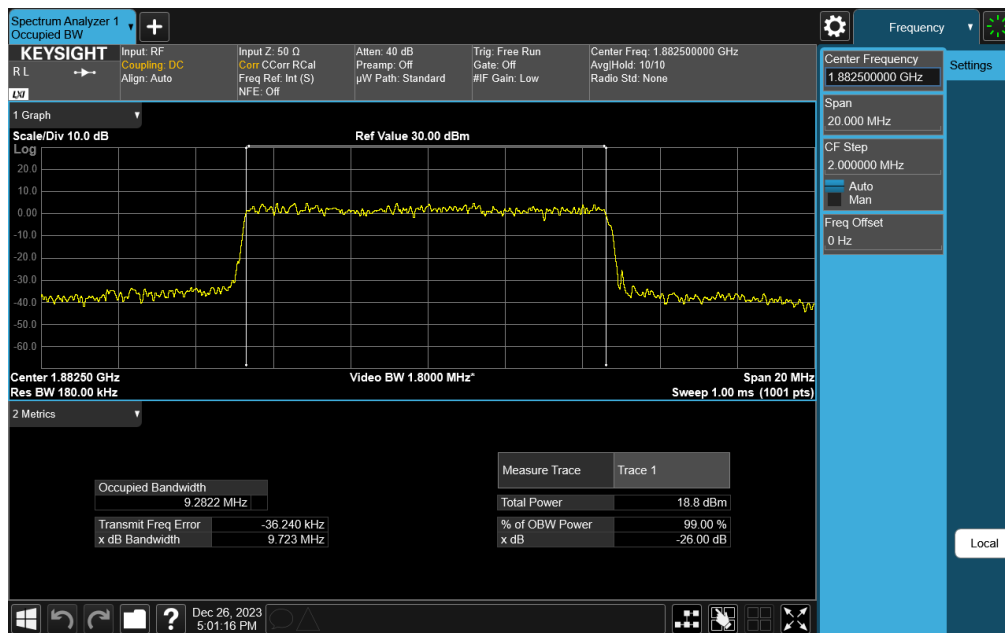 Spectrum Analyzer 1
Occupied BW
Frequency
KEYSIGHT
R L
LXI
Input: RF
Coupling: DC
Align: Auto
Input Z: 50 Ω
Corr CCorr RCal
Freq Ref: Int (S)
NFE: Off
Atten: 40 dB
Preamp: Off
µW Path: Standard
Trig: Free Run
Gate: Off
#IF Gain: Low
Center Freq: 1.882500000 GHz
Avg|Hold: 10/10
Radio Std: None
Center Frequency
1.882500000 GHz
Settings
Span
20.000 MHz
CF Step
2.000000 MHz
Auto
Man
Freq Offset
0 Hz
Local
1 Graph
Scale/Div 10.0 dB
Ref Value 30.00 dBm
Log
20.0
10.0
0.00
-10.0
-20.0
-30.0
-40.0
-50.0
-60.0
Center 1.88250 GHz
Video BW 1.8000 MHz*
Span 20 MHz
Res BW 180.00 kHz
Sweep 1.00 ms (1001 pts)
2 Metrics
Occupied Bandwidth
9.2822 MHz
Transmit Freq Error -36.240 kHz
x dB Bandwidth 9.723 MHz
Measure Trace Trace 1
Total Power 18.8 dBm
% of OBW Power 99.00 %
x dB -26.00 dB
Dec 26, 2023
5:01:16 PM